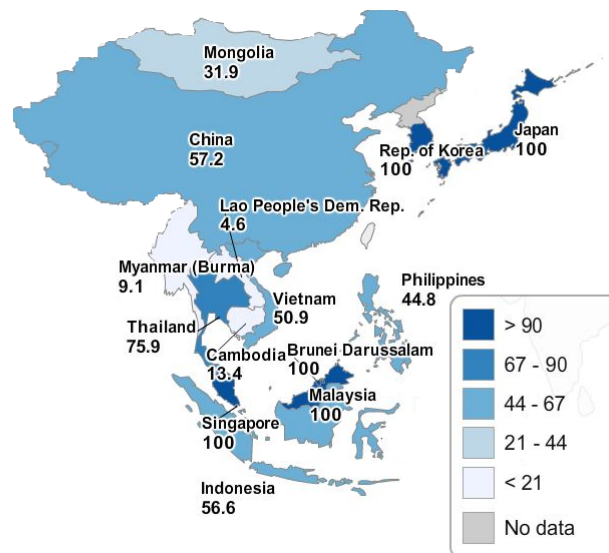 Mongolia
31.9
China
57.2
Japan
100
Rep. of Korea
100
Lao People's Dem. Rep.
4.6
Myanmar (Burma)
9.1
Philippines
44.8
Vietnam
50.9
Thailand
75.9
Cambodia
13.4
Brunei Darussalam
100
Malaysia
100
Singapore
100
Indonesia
56.6
> 90
67 - 90
44 - 67
21 - 44
< 21
No data